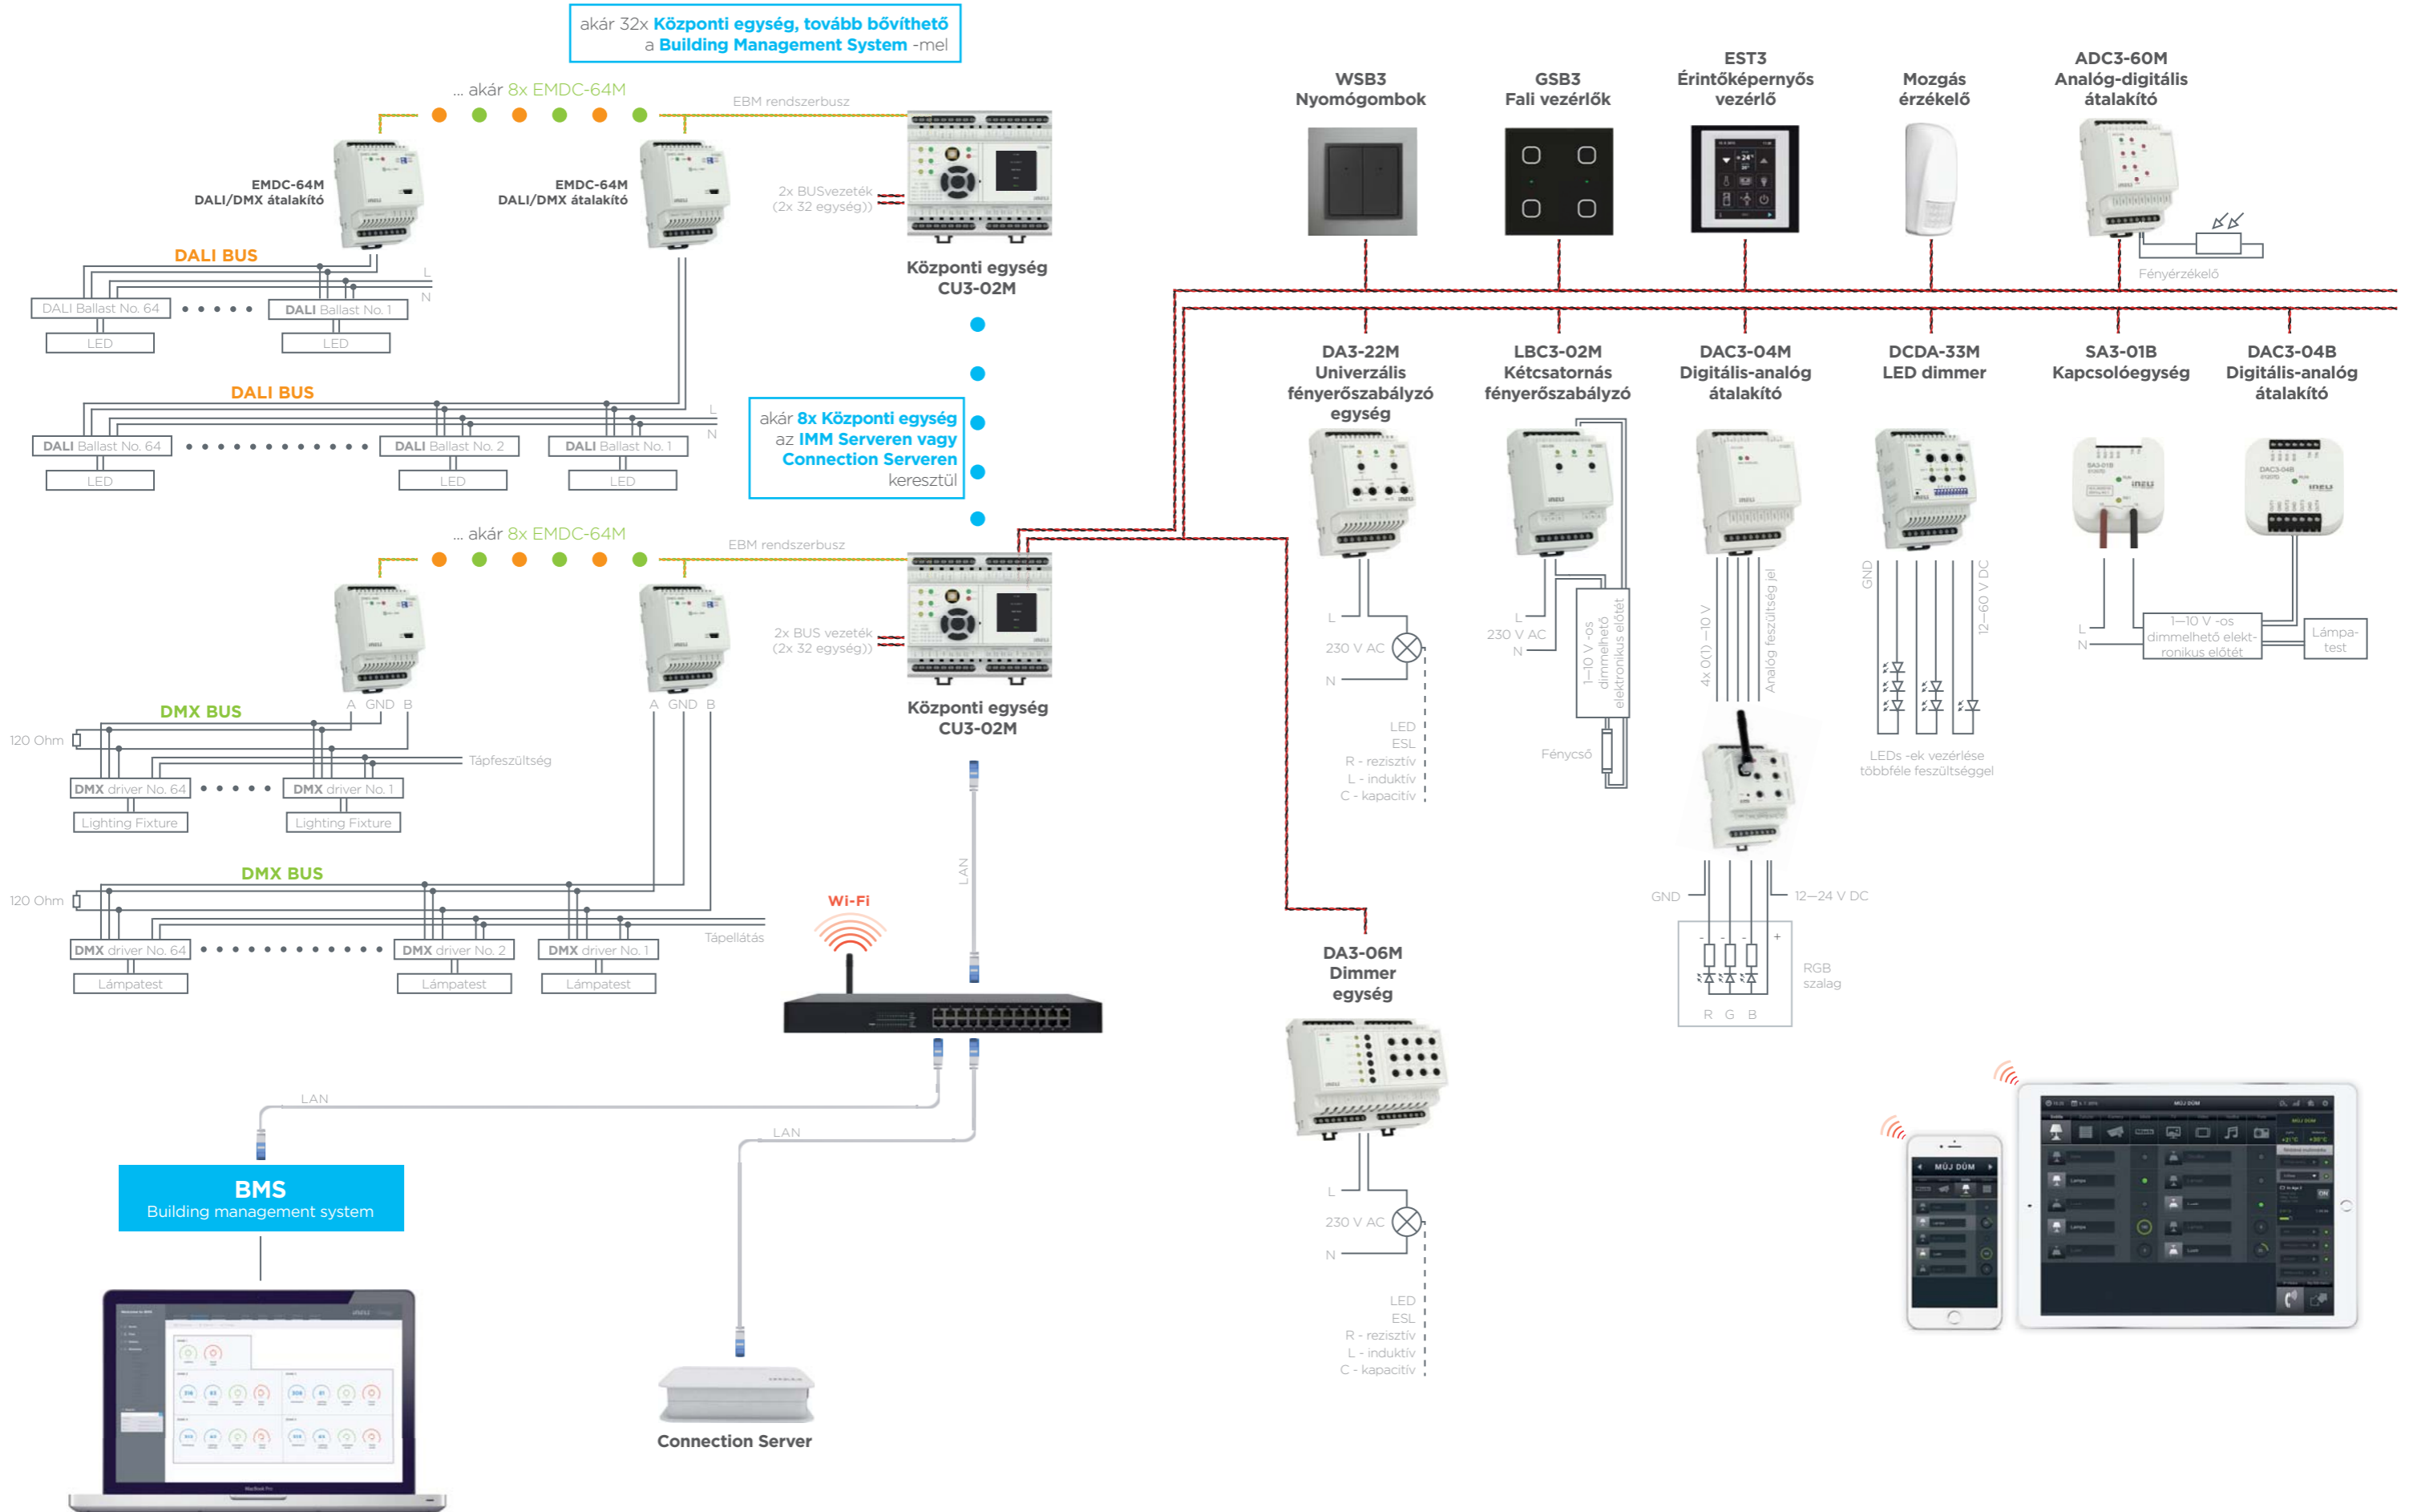 akár 32x Központi egység, tovább bővíthető
a Building Management System -mel
... akár 8x EMDC-64M
EBM rendszerbusz
EMDC-64M
DALI/DMX átalakító
EMDC-64M
DALI/DMX átalakító
2x BUSvezeték
(2x 32 egység))
Központi egység
CU3-02M
DALI BUS
L
N
DALI Ballast No. 64
DALI Ballast No. 1
LED
LED
DALI BUS
L
N
DALI Ballast No. 64
DALI Ballast No. 2
DALI Ballast No. 1
LED
LED
LED
akár 8x Központi egység
az IMM Serveren vagy
Connection Serveren
keresztül
... akár 8x EMDC-64M
EBM rendszerbusz
2x BUS vezeték
(2x 32 egység))
Központi egység
CU3-02M
A GND B
A GND B
DMX BUS
120 Ohm
Tápfeszültség
DMX driver No. 64
DMX driver No. 1
Lighting Fixture
Lighting Fixture
DMX BUS
120 Ohm
Tápellátás
DMX driver No. 64
DMX driver No. 2
DMX driver No. 1
Lámpatest
Lámpatest
Lámpatest
LAN
Wi-Fi
LAN
LAN
BMS
Building management system
MacBook Pro
Connection Server
WSB3
Nyomógombok
GSB3
Fali vezérlők
EST3
Érintőképernyős
vezérlő
Mozgás
érzékelő
ADC3-60M
Analóg-digitális
átalakító
Fényérzékelő
DA3-22M
Univerzális
fényerőszabályzó
egység
LBC3-02M
Kétcsatornás
fényerőszabályzó
DAC3-04M
Digitális-analóg
átalakító
DCDA-33M
LED dimmer
SA3-01B
Kapcsolóegység
DAC3-04B
Digitális-analóg
átalakító
SA3-01B
DAC3-04B
L
230 V AC
N
LED
ESL
R - rezisztív
L - induktív
C - kapacitív
L
230 V AC
N
1—10 V -os
dimmelhető
elektronikus előtét
Fénycső
4x 0(1) —10 V
Analóg feszültség jel
GND
12—24 V DC
- - - +
R G B
RGB
szalag
GND
12—60 V DC
LEDs -ek vezérlése
többféle feszültséggel
L
N
1—10 V -os
dimmelhető elekt-
ronikus előtét
Lámpa-
test
DA3-06M
Dimmer
egység
L
230 V AC
N
LED
ESL
R - rezisztív
L - induktív
C - kapacitív
MŮJ DŮM
MŮJ DŮM